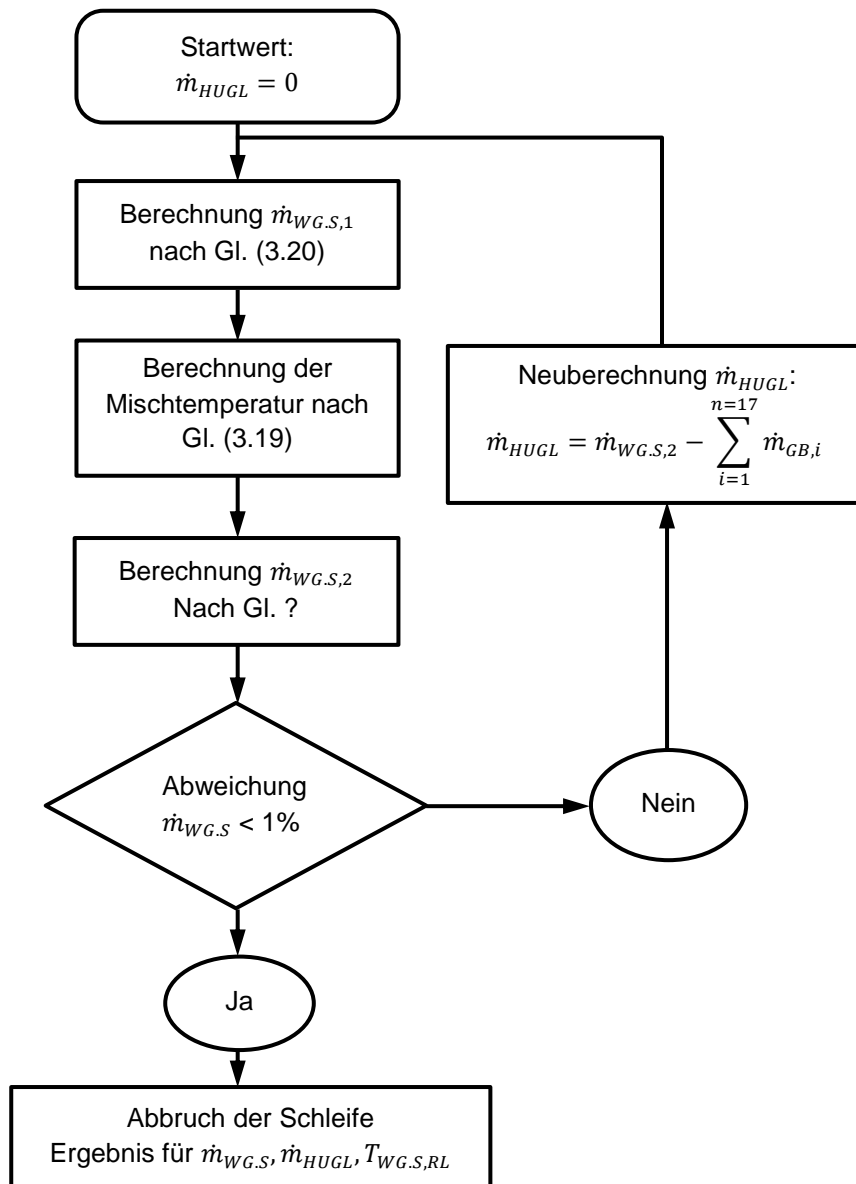 Startwert:
ṁ_HUGL = 0
Berechnung ṁ_WG.S,1
nach Gl. (3.20)
Berechnung der
Mischtemperatur nach
Gl. (3.19)
Berechnung ṁ_WG.S,2
Nach Gl. ?
Abweichung
ṁ_WG.S < 1%
Nein
Neuberechnung ṁ_HUGL:
n=17
ṁ_HUGL = ṁ_WG.S,2 − ∑ ṁ_GB,i
i=1
Ja
Abbruch der Schleife
Ergebnis für ṁ_WG.S, ṁ_HUGL, T_WG.S,RL